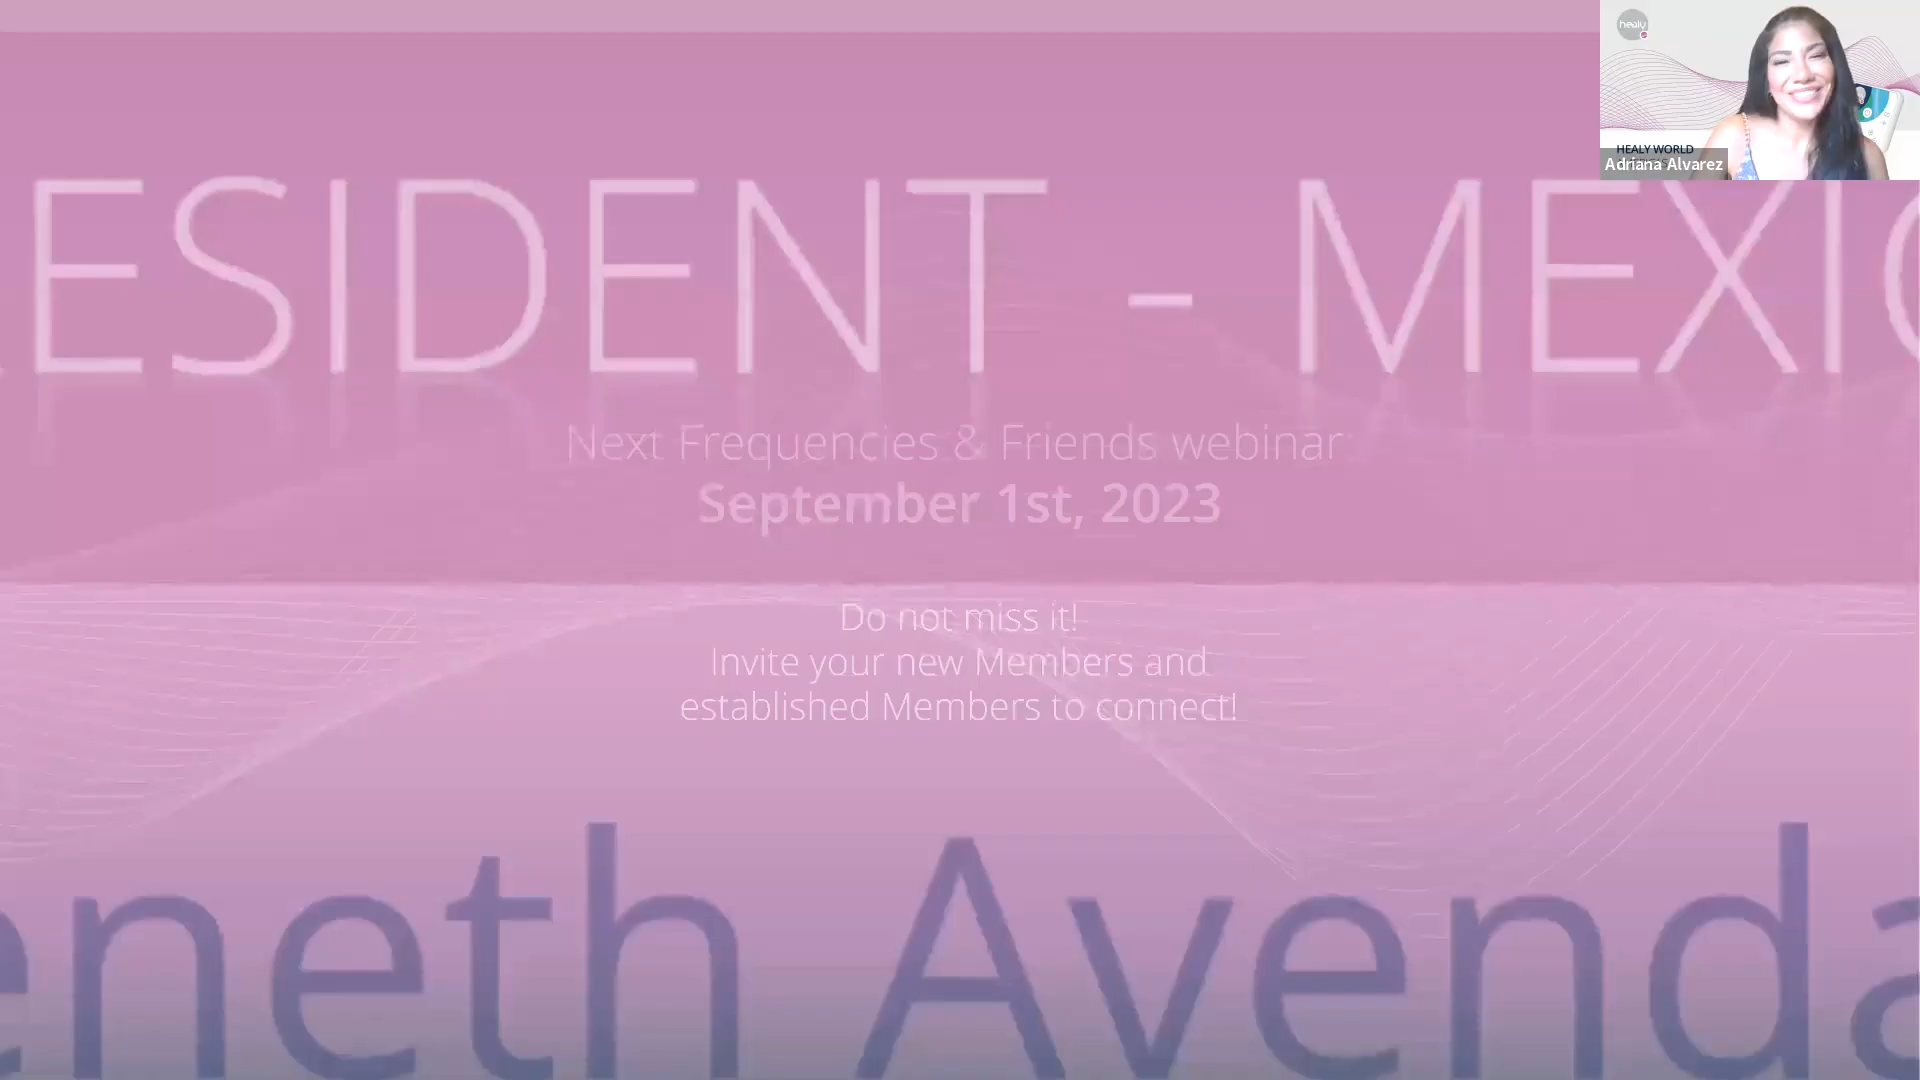 healy
HEALY WORLD
Adriana Alvarez
ESIDENT - MEXIC
Next Frequencies & Friends webinar:
September 1st, 2023
Do not miss it!
Invite your new Members and
established Members to connect!
eneth Avenda